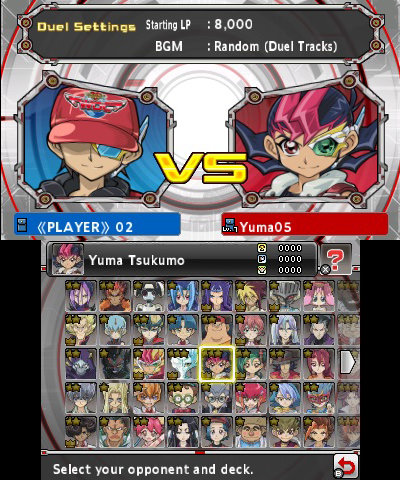 Duel Settings
Starting LP : 8,000
BGM : Random (Duel Tracks)
VS
《PLAYER》 02
Yuma05
Yuma Tsukumo
0000
0000
0000
X
?
Select your opponent and deck.
B